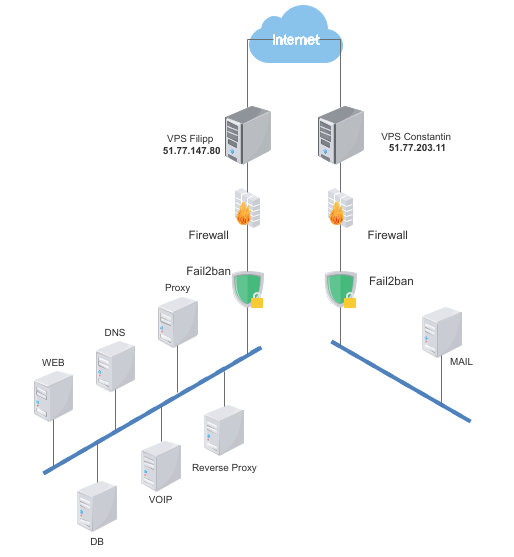 Internet
VPS Filipp
51.77.147.80
VPS Constantin
51.77.203.11
Firewall
Firewall
Fail2ban
Fail2ban
Proxy
DNS
WEB
MAIL
Reverse Proxy
VOIP
DB